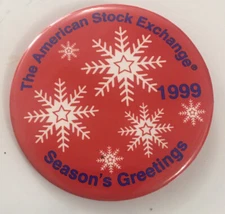 The American Stock Exchange®
1999
Season's Greetings